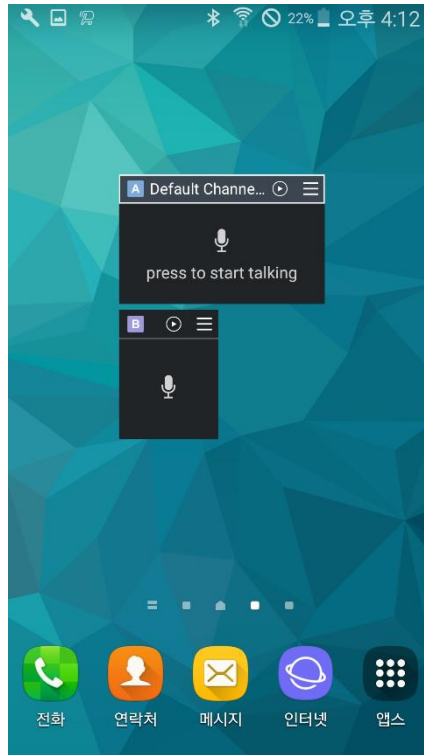 22% 오후 4:12
A Default Channe...
press to start talking
B
전화 연락처 메시지 인터넷 앱스